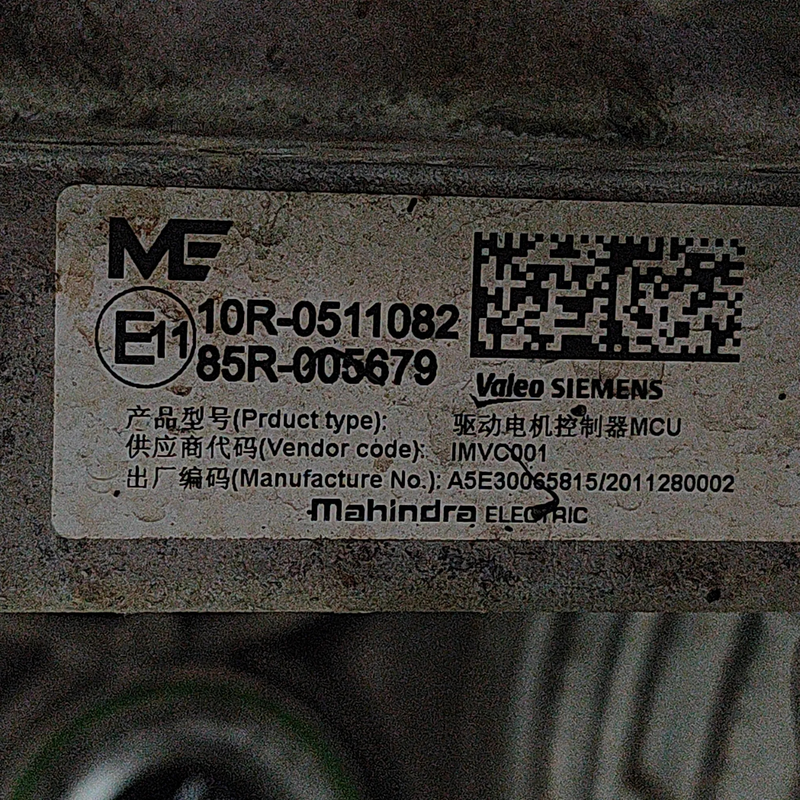 ME
E11 10R-0511082
85R-005679
Valeo SIEMENS
产品型号(Prduct type): 驱动电机控制器MCU
供应商代码(Vendor code): IMVC001
出厂编码(Manufacture No.): A5E30065815/2011280002
Mahindra ELECTRIC